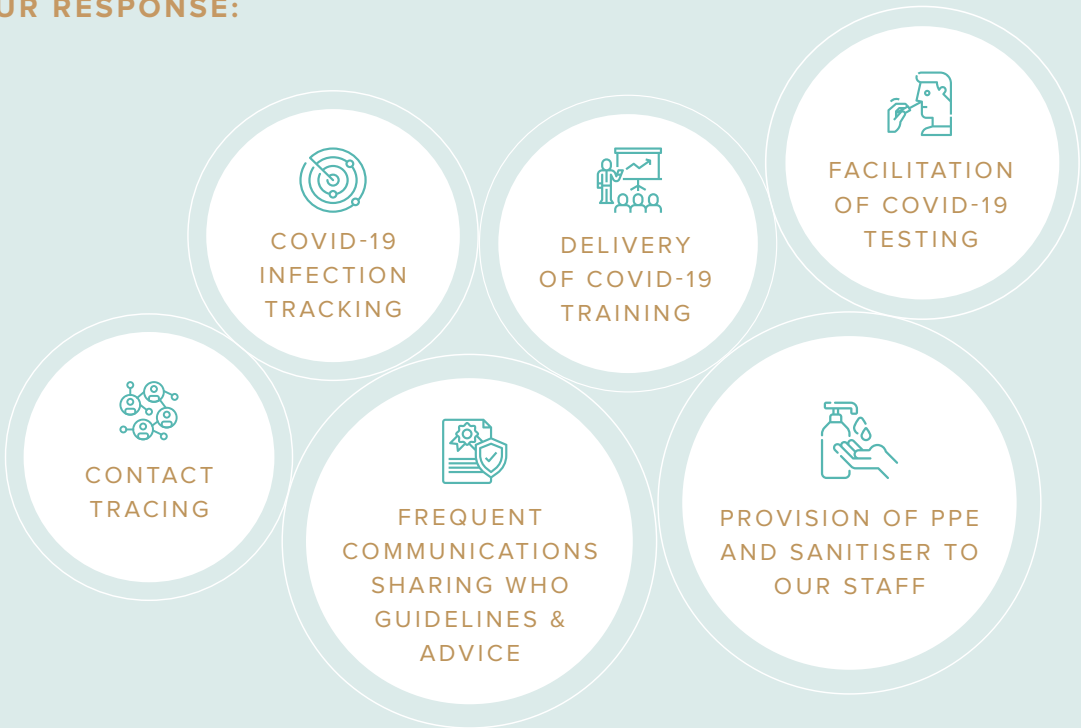 UR RESPONSE:
COVID-19
INFECTION
TRACKING
DELIVERY
OF COVID-19
TRAINING
FACILITATION
OF COVID-19
TESTING
CONTACT
TRACING
FREQUENT
COMMUNICATIONS
SHARING WHO
GUIDELINES &
ADVICE
PROVISION OF PPE
AND SANITISER TO
OUR STAFF